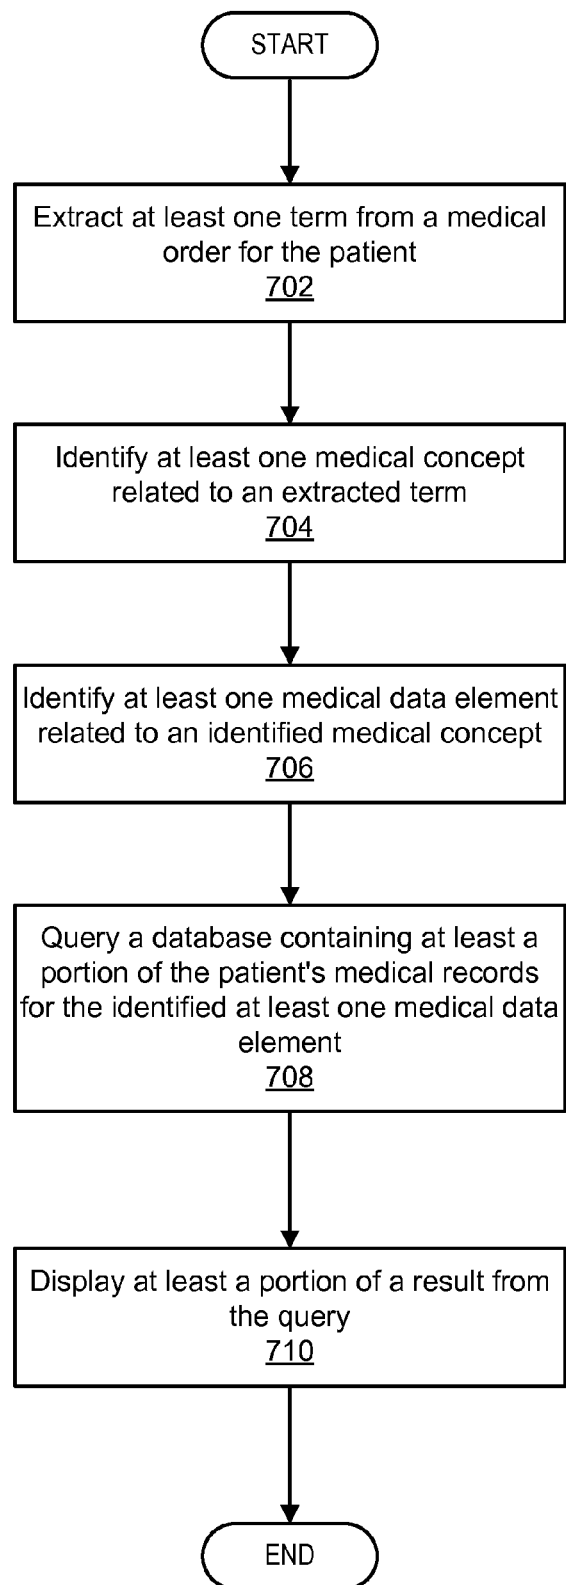 START
Extract at least one term from a medical
order for the patient
702
Identify at least one medical concept
related to an extracted term
704
Identify at least one medical data element
related to an identified medical concept
706
Query a database containing at least a
portion of the patient's medical records
for the identified at least one medical data
element
708
Display at least a portion of a result from
the query
710
END